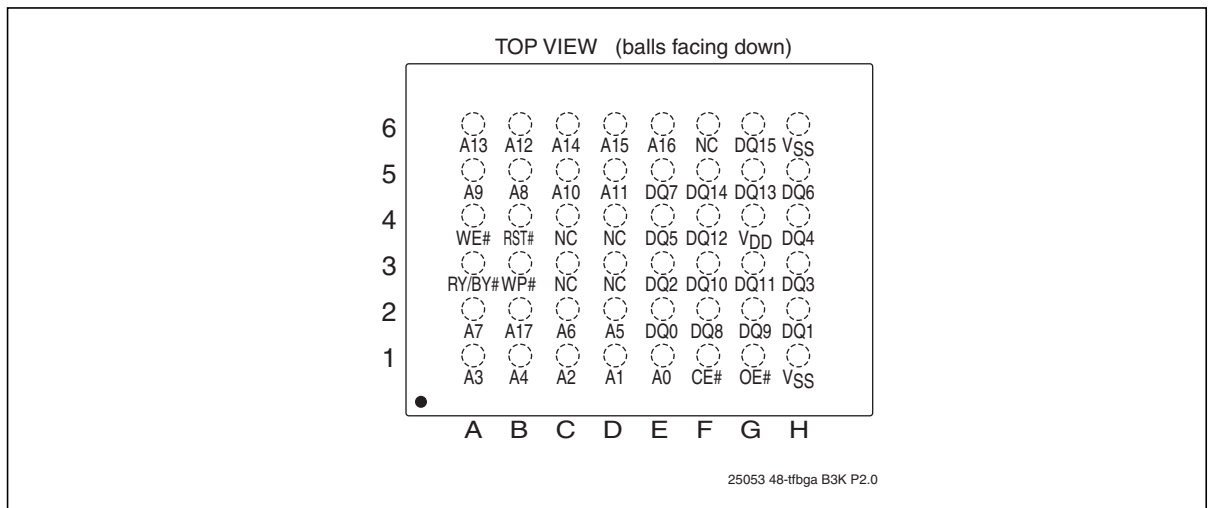 TOP VIEW (balls facing down)
6
A13 A12 A14 A15 A16 NC DQ15 VSS
5
A9 A8 A10 A11 DQ7 DQ14 DQ13 DQ6
4
WE# RST# NC NC DQ5 DQ12 VDD DQ4
3
RY/BY# WP# NC NC DQ2 DQ10 DQ11 DQ3
2
A7 A17 A6 A5 DQ0 DQ8 DQ9 DQ1
1
A3 A4 A2 A1 A0 CE# OE# VSS
A B C D E F G H
25053 48-tfbga B3K P2.0